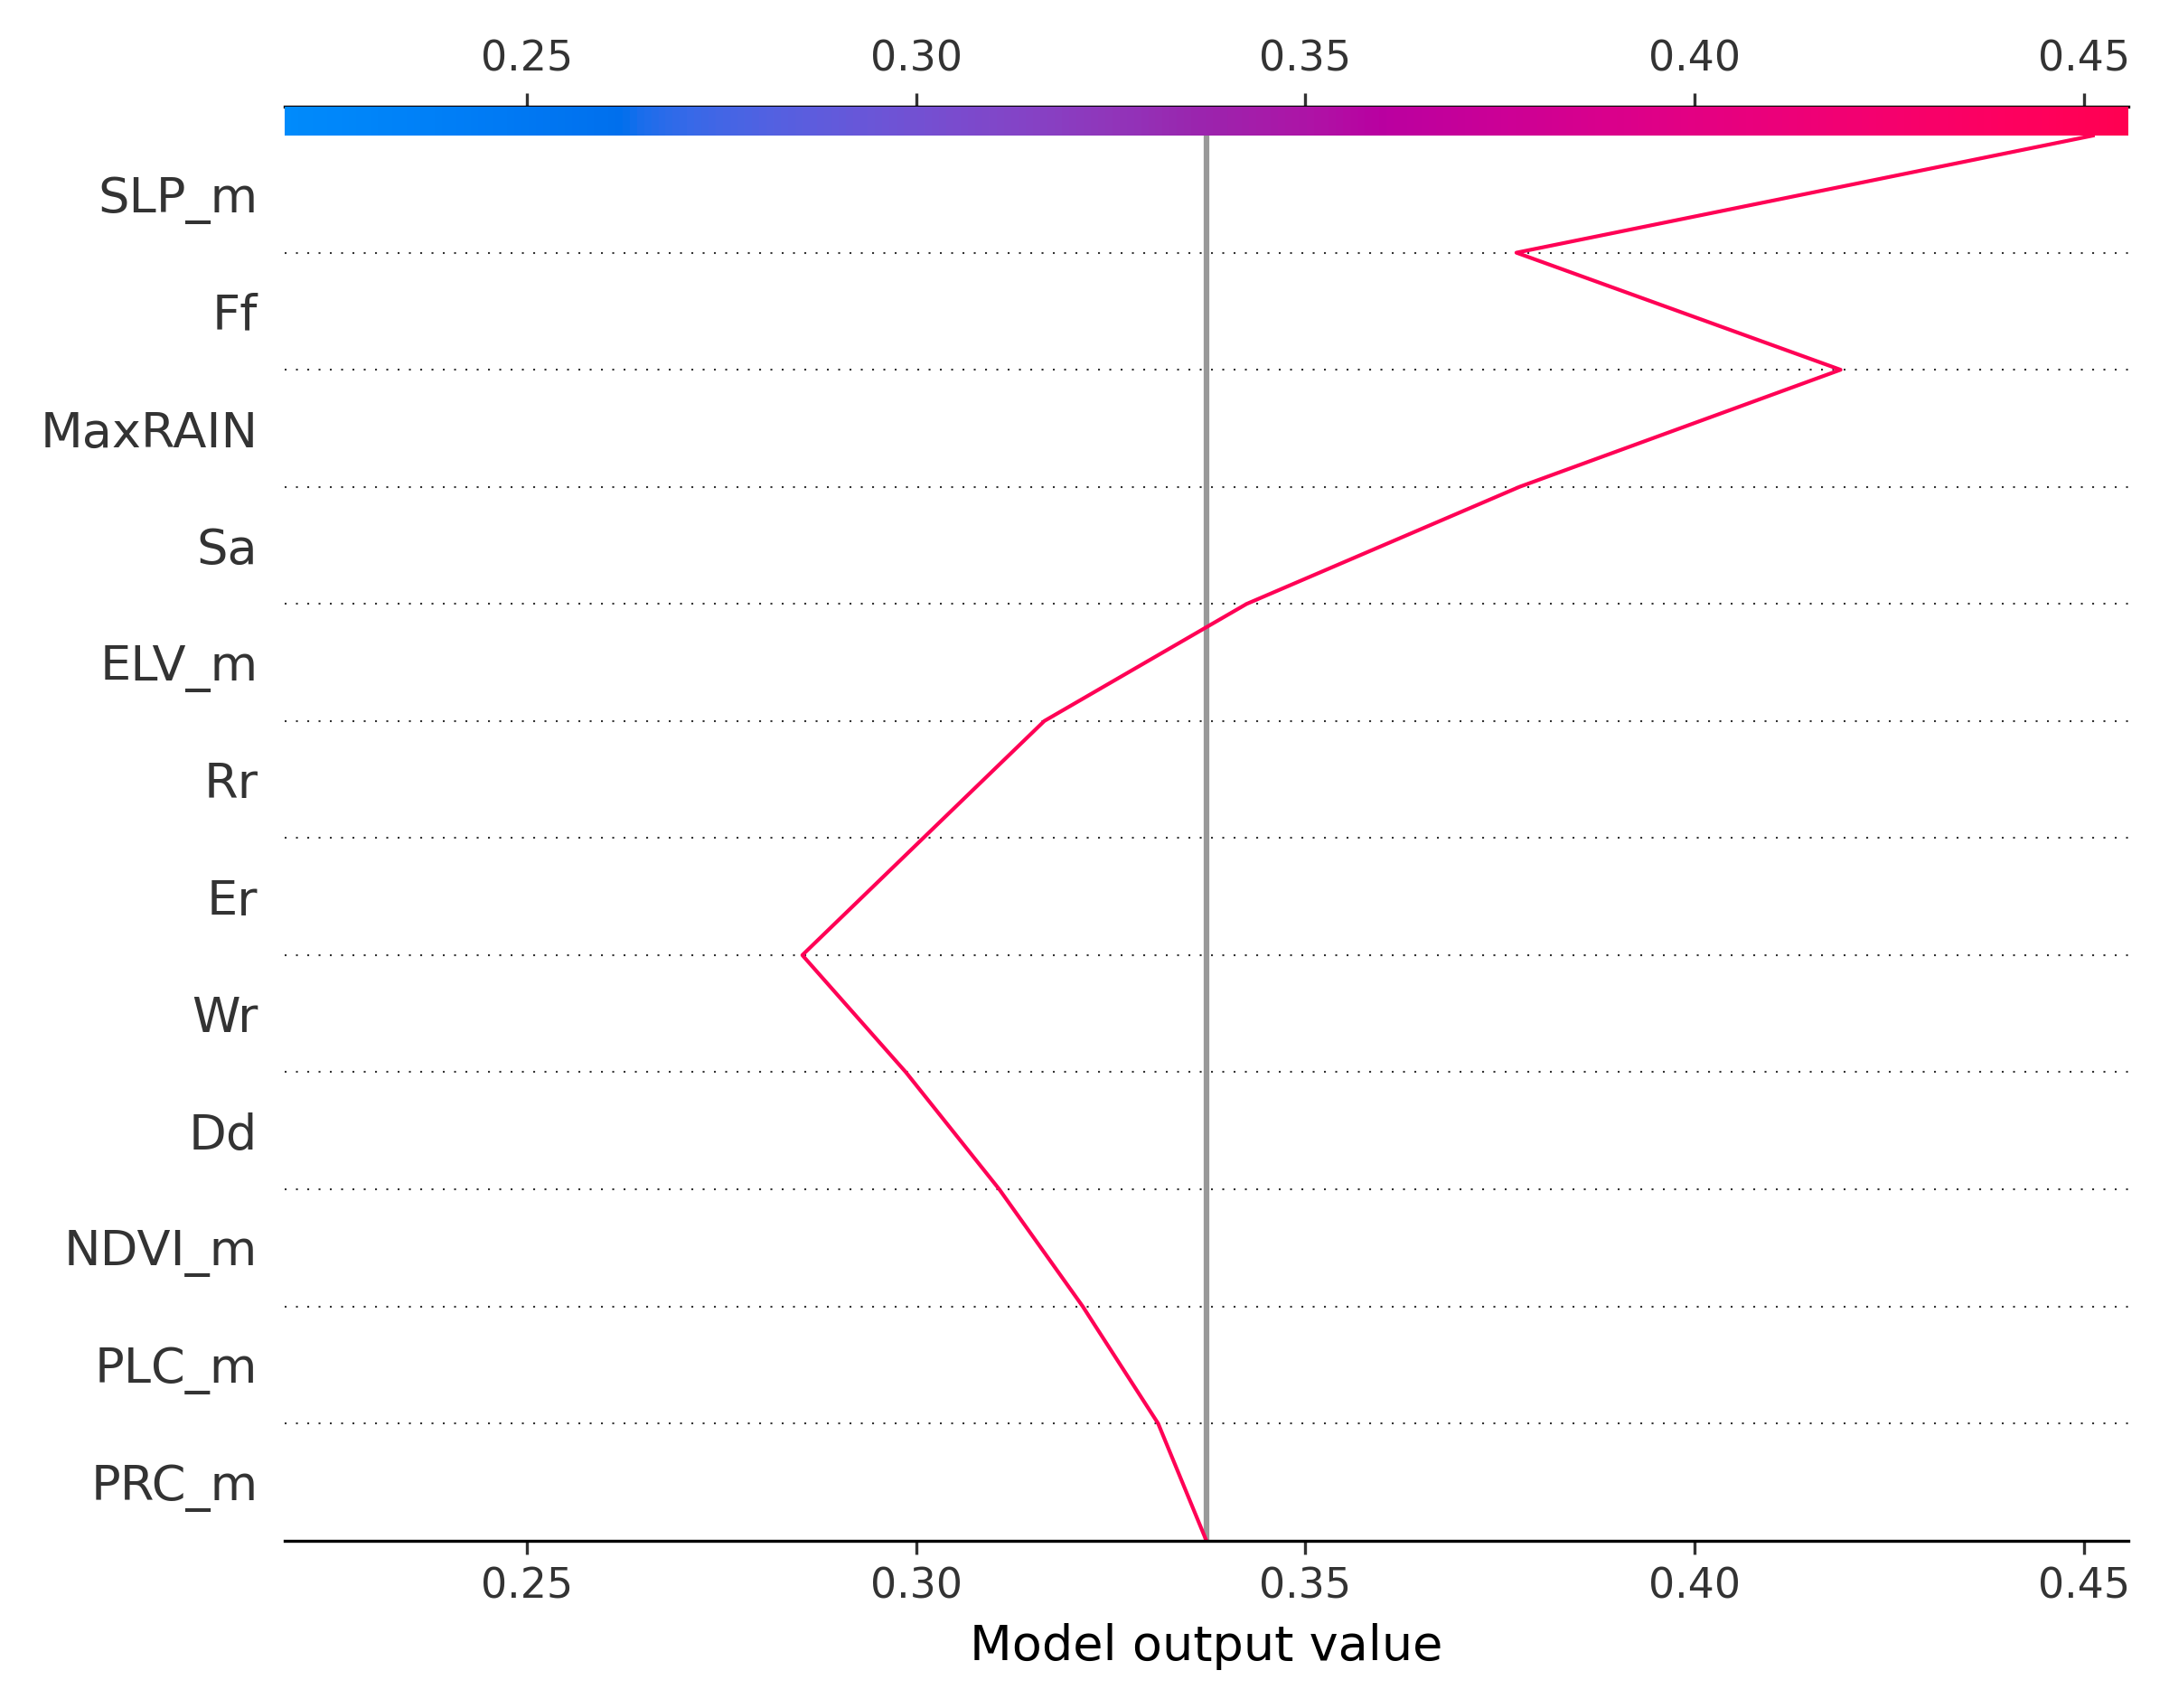 0.25 0.30 0.35 0.40 0.45
SLP_m
Ff
MaxRAIN
Sa
ELV_m
Rr
Er
Wr
Dd
NDVI_m
PLC_m
PRC_m
0.25 0.30 0.35 0.40 0.45
Model output value